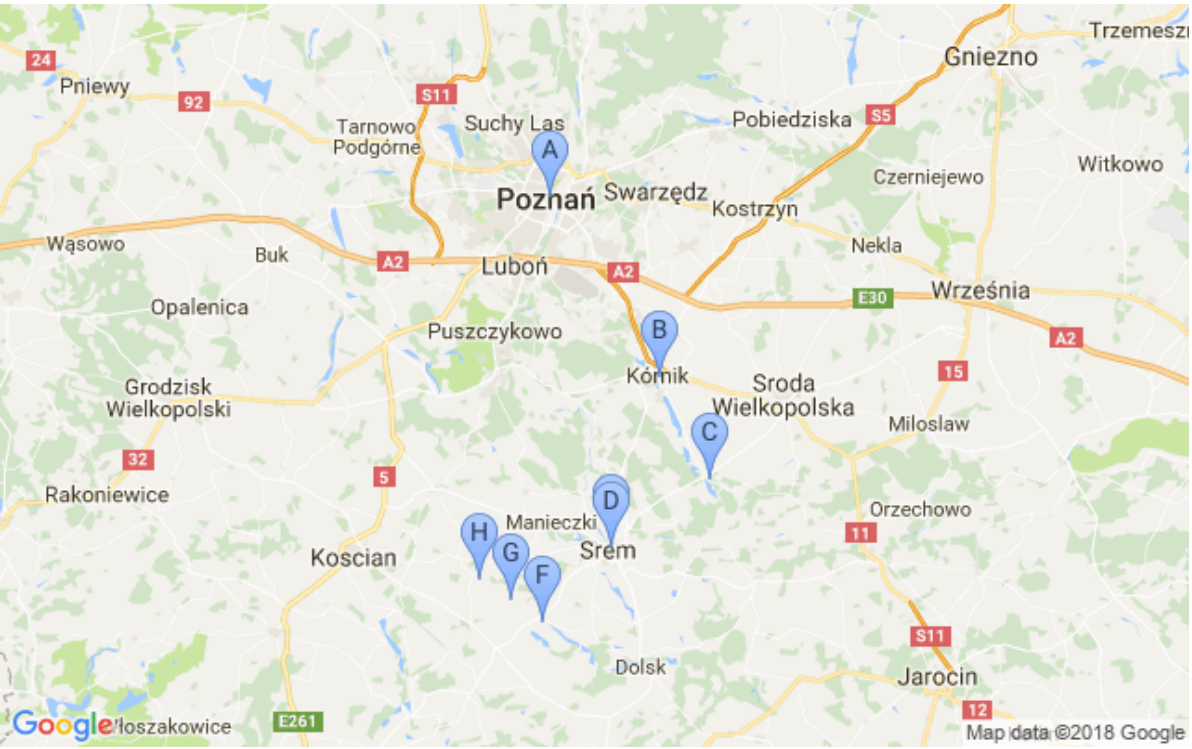 Trzemeszn
Gniezno
24
Pniewy
S11
92
Suchy Las
Pobiedziska
S5
Tarnowo
Podgórne
A
Witkowo
Czerniejewo
Poznań
Swarzędz
Kostrzyn
Wąsowo
Buk
A2
Luboń
A2
Nekla
Września
E30
Opalenica
Puszczykowo
B
A2
Kórnik
15
Grodzisk
Wielkopolski
Sroda
Wielkopolska
Miloslaw
C
32
5
Rakoniewice
D
Manieczki
Orzechowo
11
H
G
F
Koscian
Srem
S11
Dolsk
Jarocin
12
Google
Włoszakowice
E261
Map data ©2018 Google